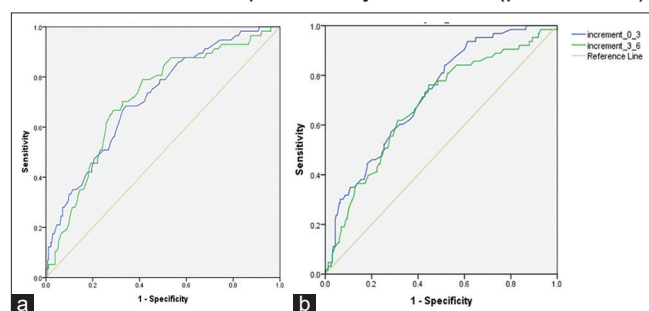 1.0
0.8
0.6
0.4
0.2
0.0
Sensitivity
0.0 0.2 0.4 0.6 0.8 1.0
1 - Specificity
a
1.0
0.8
0.6
0.4
0.2
0.0
Sensitivity
0.0 0.2 0.4 0.6 0.8 1.0
1 - Specificity
b
increment_0_3
increment_3_6
Reference Line